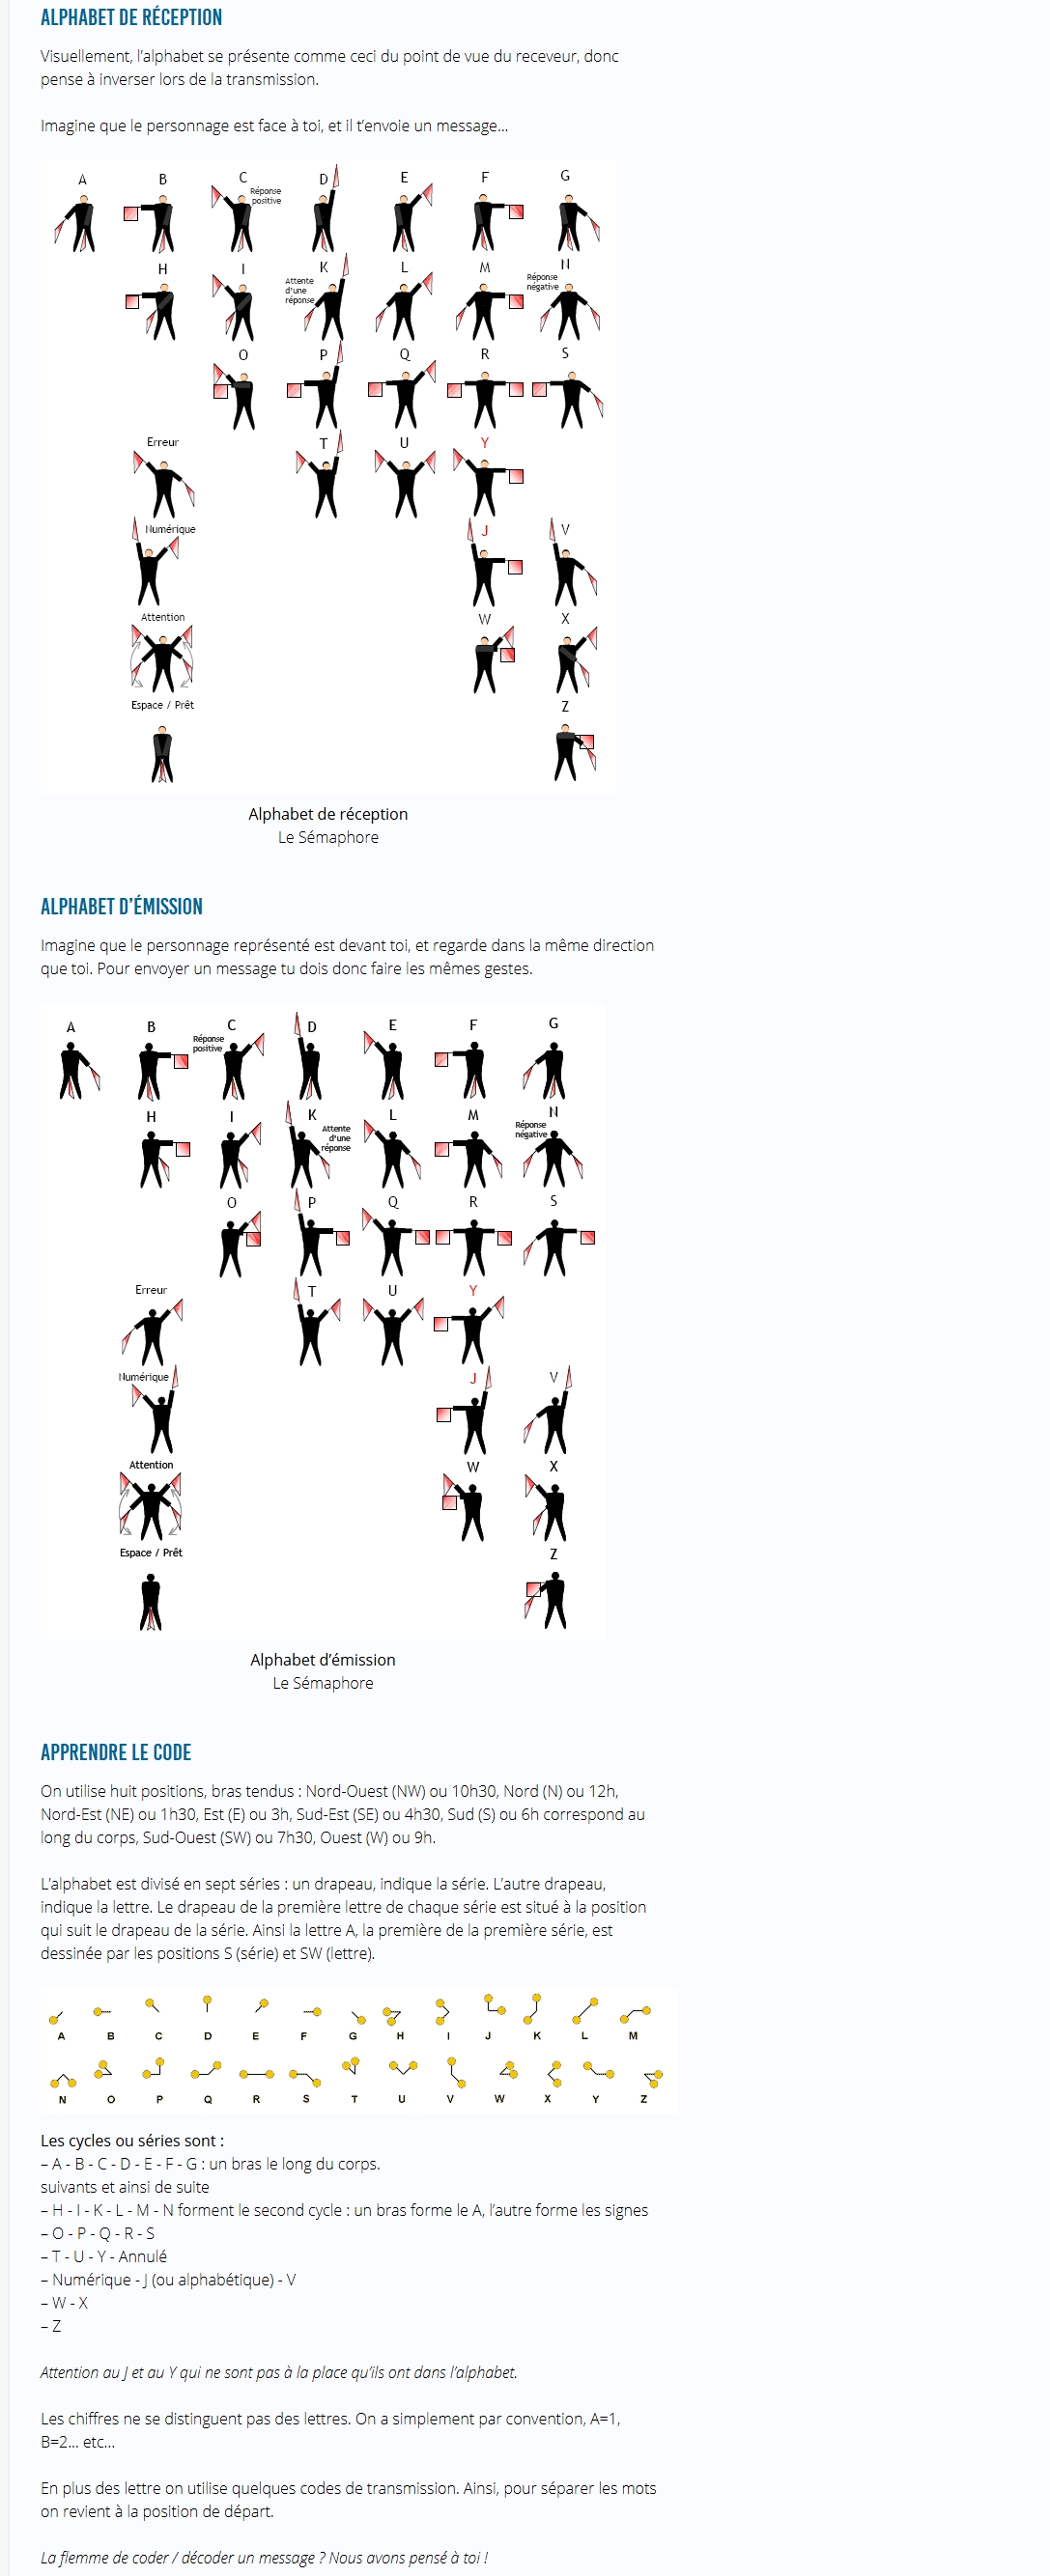 ALPHABET DE RÉCEPTION
Visuellement, l'alphabet se présente comme ceci du point de vue du receveur, donc
pense à inverser lors de la transmission.
Imagine que le personnage est face à toi, et il t'envoie un message...
A B C D E F G
Réponse
positive
H I K L M N
Attente
d'une
réponse
Réponse
négative
O P Q R S
Erreur T U Y
Numérique J V
Attention W X
Espace / Prêt Z
Alphabet de réception
Le Sémaphore
ALPHABET D'ÉMISSION
Imagine que le personnage représenté est devant toi, et regarde dans la même direction
que toi. Pour envoyer un message tu dois donc faire les mêmes gestes.
A B C D E F G
Réponse
positive
H I K L M N
Attente
d'une
réponse
Réponse
négative
O P Q R S
Erreur T U Y
Numérique J V
Attention W X
Espace / Prêt Z
Alphabet d'émission
Le Sémaphore
APPRENDRE LE CODE
On utilise huit positions, bras tendus : Nord-Ouest (NW) ou 10h30, Nord (N) ou 12h,
Nord-Est (NE) ou 1h30, Est (E) ou 3h, Sud-Est (SE) ou 4h30, Sud (S) ou 6h correspond au
long du corps, Sud-Ouest (SW) ou 7h30, Ouest (W) ou 9h.
L'alphabet est divisé en sept séries : un drapeau, indique la série. L'autre drapeau,
indique la lettre. Le drapeau de la première lettre de chaque série est situé à la position
qui suit le drapeau de la série. Ainsi la lettre A, la première de la première série, est
dessinée par les positions S (série) et SW (lettre).
A B C D E F G H I J K L M
N O P Q R S T U V W X Y Z
Les cycles ou séries sont :
– A - B - C - D - E - F - G : un bras le long du corps.
suivants et ainsi de suite
– H - I - K - L - M - N forment le second cycle : un bras forme le A, l'autre forme les signes
– O - P - Q - R - S
– T - U - Y - Annulé
– Numérique - J (ou alphabétique) - V
– W - X
– Z
Attention au J et au Y qui ne sont pas à la place qu'ils ont dans l'alphabet.
Les chiffres ne se distinguent pas des lettres. On a simplement par convention, A=1,
B=2... etc...
En plus des lettre on utilise quelques codes de transmission. Ainsi, pour séparer les mots
on revient à la position de départ.
La flemme de coder / décoder un message ? Nous avons pensé à toi !